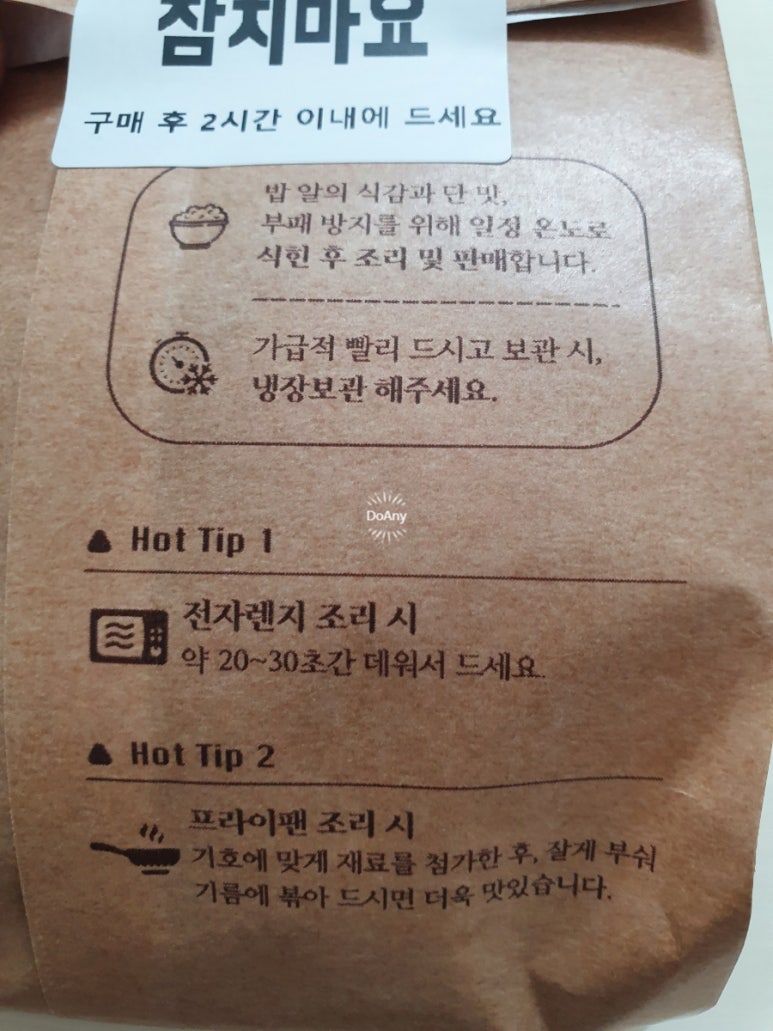 참치마요
구매 후 2시간 이내에 드세요
밥 알의 식감과 단 맛,
부패 방지를 위해 일정 온도로
식힌 후 조리 및 판매합니다.
가급적 빨리 드시고 보관 시,
냉장보관 해주세요.
DoAny
Hot Tip 1
전자렌지 조리 시
약 20~30초간 데워서 드세요.
Hot Tip 2
프라이팬 조리 시
기호에 맞게 재료를 첨가한 후, 잘게 부숴
기름에 볶아 드시면 더욱 맛있습니다.